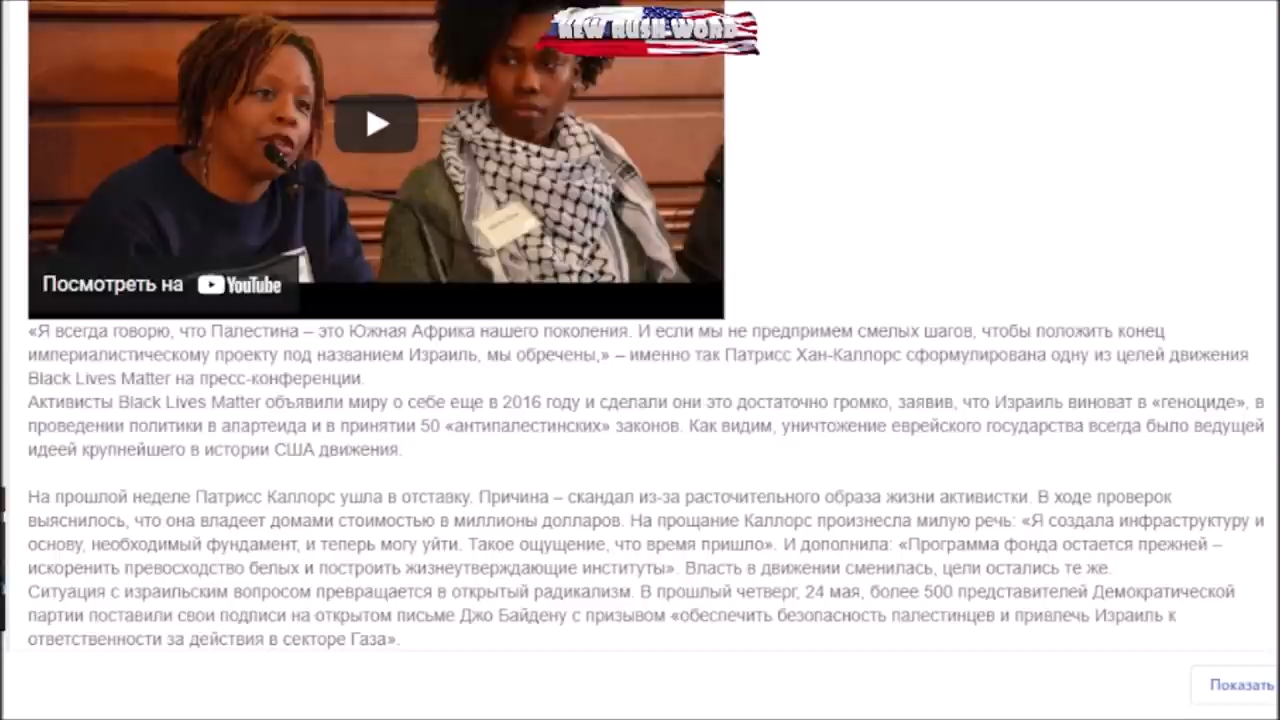 NEW RUSH WORD
Посмотреть на YouTube
«Я всегда говорю, что Палестина – это Южная Африка нашего поколения. И если мы не предпримем смелых шагов, чтобы положить конец
империалистическому проекту под названием Израиль, мы обречены,» – именно так Патрисс Хан-Каллорс сформулирована одну из целей движения
Black Lives Matter на пресс-конференции.
Активисты Black Lives Matter объявили миру о себе еще в 2016 году и сделали они это достаточно громко, заявив, что Израиль виноват в «геноциде», в
проведении политики в апартеида и в принятии 50 «антипалестинских» законов. Как видим, уничтожение еврейского государства всегда было ведущей
идеей крупнейшего в истории США движения.
На прошлой неделе Патрисс Каллорс ушла в отставку. Причина – скандал из-за расточительного образа жизни активистки. В ходе проверок
выяснилось, что она владеет домами стоимостью в миллионы долларов. На прощание Каллорс произнесла милую речь: «Я создала инфраструктуру и
основу, необходимый фундамент, и теперь могу уйти. Такое ощущение, что время пришло». И дополнила: «Программа фонда остается прежней –
искоренить превосходство белых и построить жизнеутверждающие институты». Власть в движении сменилась, цели остались те же.
Ситуация с израильским вопросом превращается в открытый радикализм. В прошлый четверг, 24 мая, более 500 представителей Демократической
партии поставили свои подписи на открытом письме Джо Байдену с призывом «обеспечить безопасность палестинцев и привлечь Израиль к
ответственности за действия в секторе Газа».
Показать